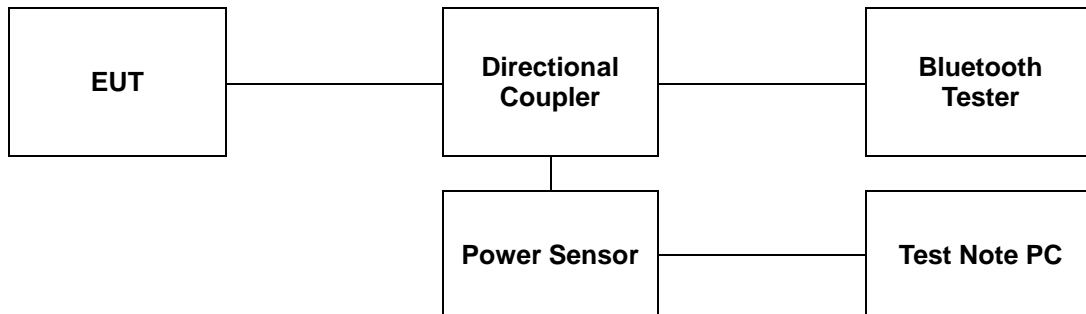 EUT
Directional
Coupler
Bluetooth
Tester
Power Sensor
Test Note PC